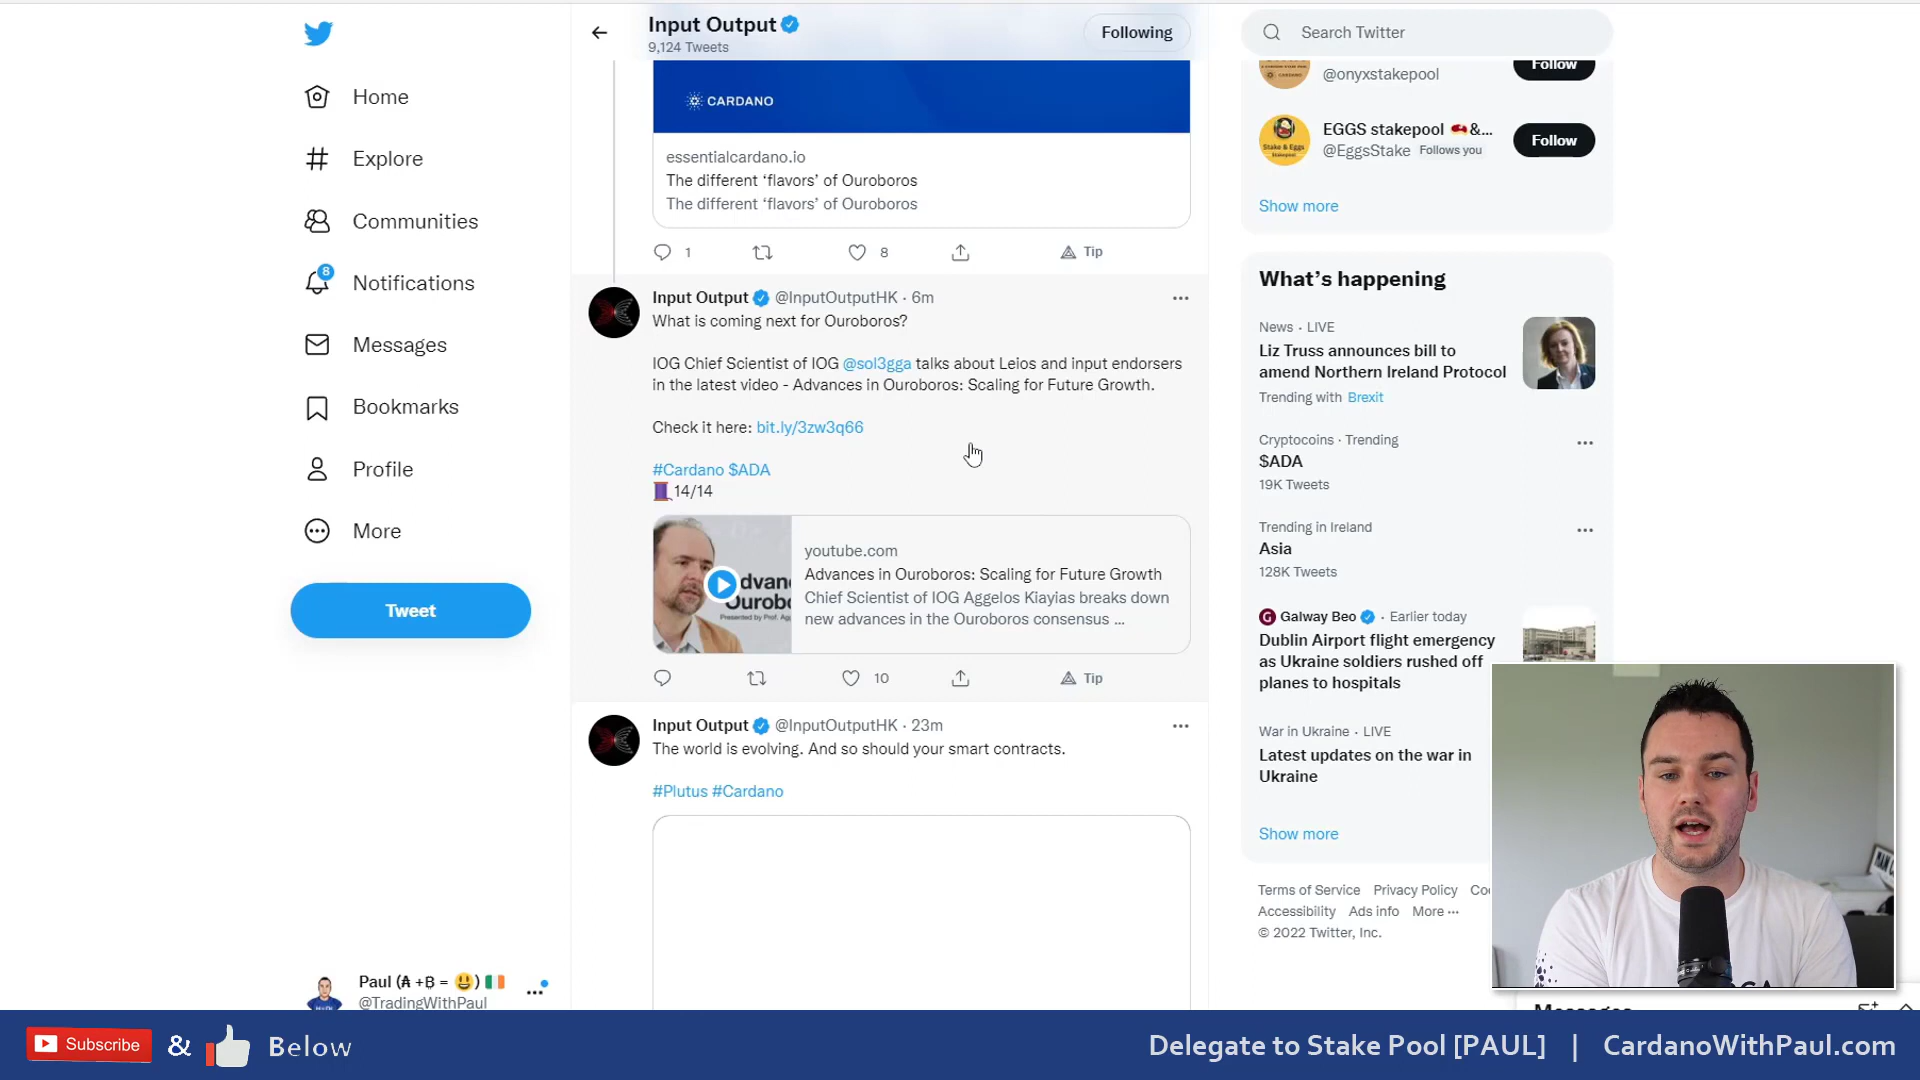 Input Output
9,124 Tweets
Following
Search Twitter
Home
Explore
Communities
8
Notifications
Messages
Bookmarks
Profile
More
Tweet
Paul (₳ +₿ = 😃) 🇮🇪
@TradingWithPaul
CARDANO
essentialcardano.io
The different ‘flavors’ of Ouroboros
The different ‘flavors’ of Ouroboros
1
8
Tip
Input Output @InputOutputHK · 6m
What is coming next for Ouroboros?
IOG Chief Scientist of IOG @sol3gga talks about Leios and input endorsers
in the latest video - Advances in Ouroboros: Scaling for Future Growth.
Check it here: bit.ly/3zw3q66
#Cardano $ADA
🧵14/14
youtube.com
Advances in Ouroboros: Scaling for Future Growth
Chief Scientist of IOG Aggelos Kiayias breaks down
new advances in the Ouroboros consensus ...
10
Tip
Input Output @InputOutputHK · 23m
The world is evolving. And so should your smart contracts.
#Plutus #Cardano
@onyxstakepool
Follow
EGGS stakepool 🥓&...
@EggsStake Follows you
Follow
Stake & Eggs
Stakepool
Show more
What’s happening
News · LIVE
Liz Truss announces bill to
amend Northern Ireland Protocol
Trending with Brexit
Cryptocoins · Trending
$ADA
19K Tweets
Trending in Ireland
Asia
128K Tweets
G Galway Beo · Earlier today
Dublin Airport flight emergency
as Ukraine soldiers rushed off
planes to hospitals
War in Ukraine · LIVE
Latest updates on the war in
Ukraine
Show more
Terms of Service Privacy Policy
Accessibility Ads info More ···
© 2022 Twitter, Inc.
Messages
Subscribe & Below
Delegate to Stake Pool [PAUL] | CardanoWithPaul.com